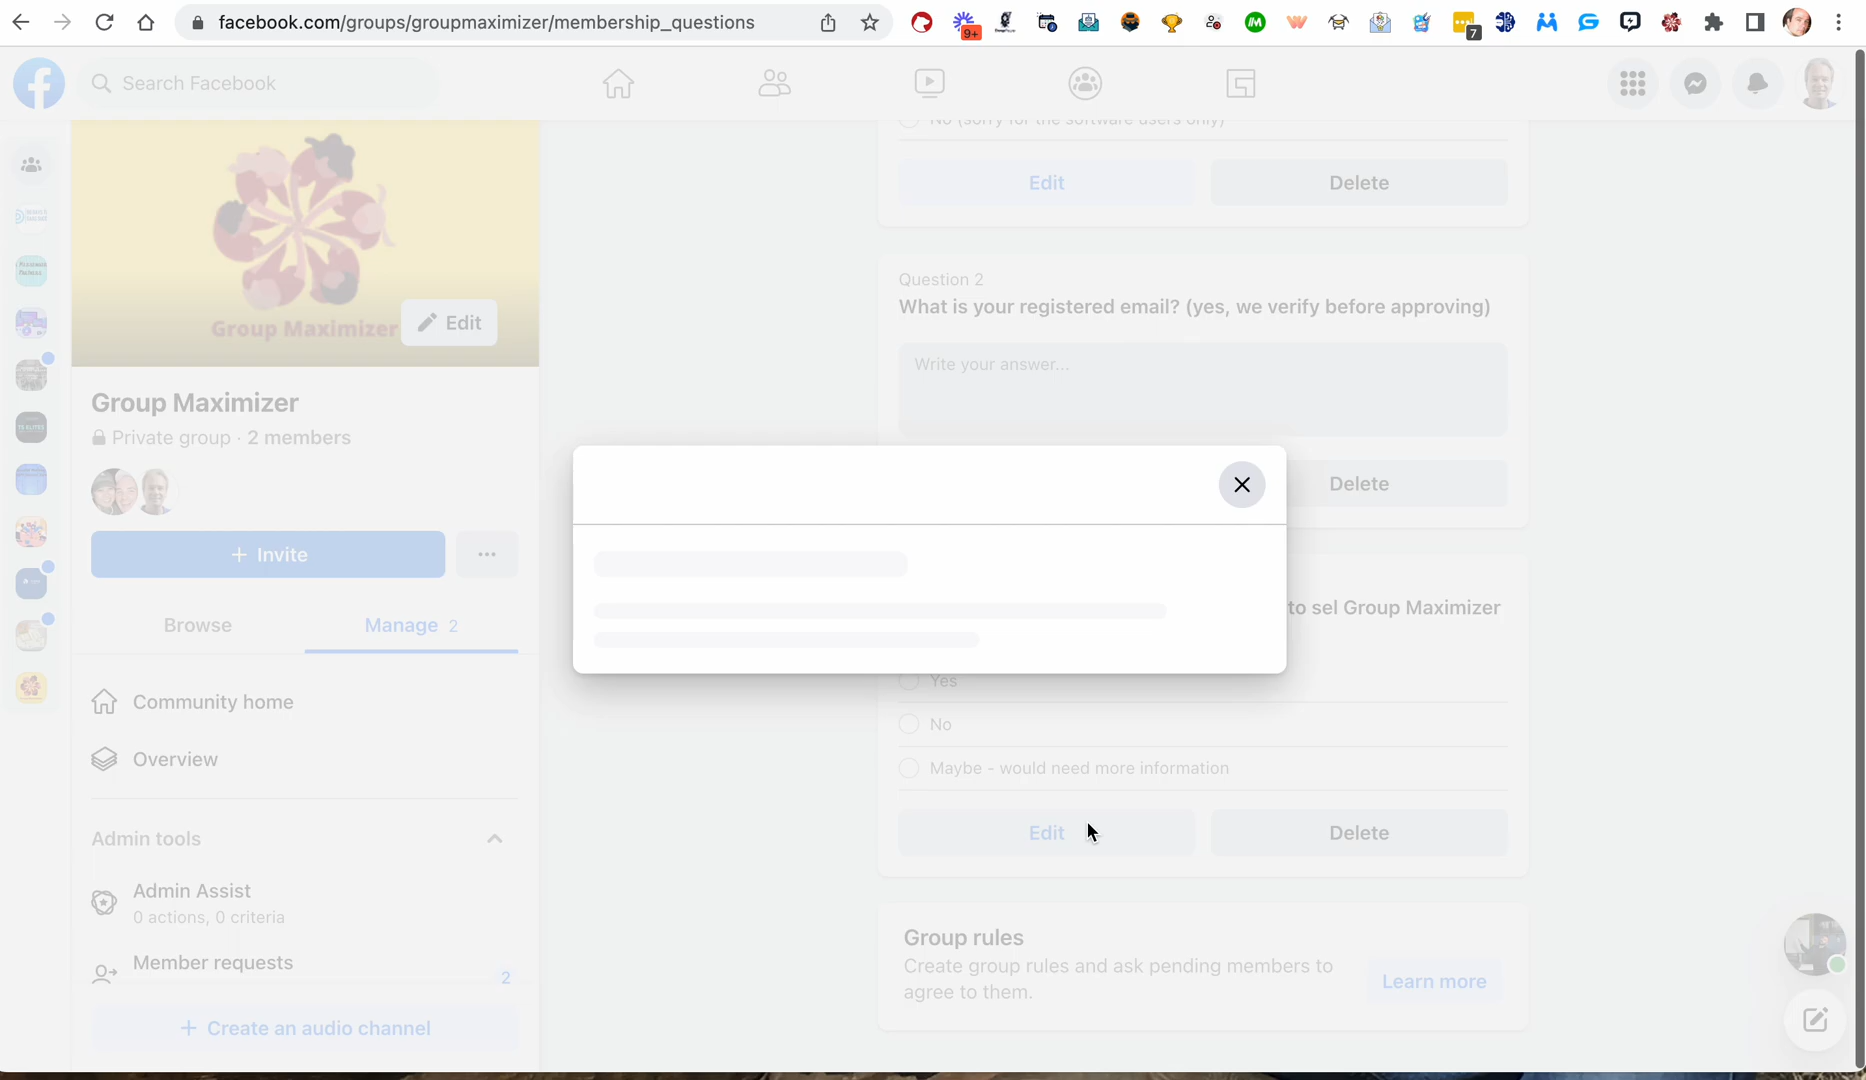 facebook.com/groups/groupmaximizer/membership_questions
9+
7
Search Facebook
No (sorry for the software users only)
Edit
Delete
Question 2
What is your registered email? (yes, we verify before approving)
Write your answer...
Delete
to sel Group Maximizer
Yes
No
Maybe - would need more information
Edit
Delete
Group rules
Create group rules and ask pending members to
agree to them.
Learn more
Group Maximizer
Edit
Group Maximizer
Private group · 2 members
+ Invite
...
Browse
Manage 2
Community home
Overview
Admin tools
Admin Assist
0 actions, 0 criteria
Member requests
2
+ Create an audio channel